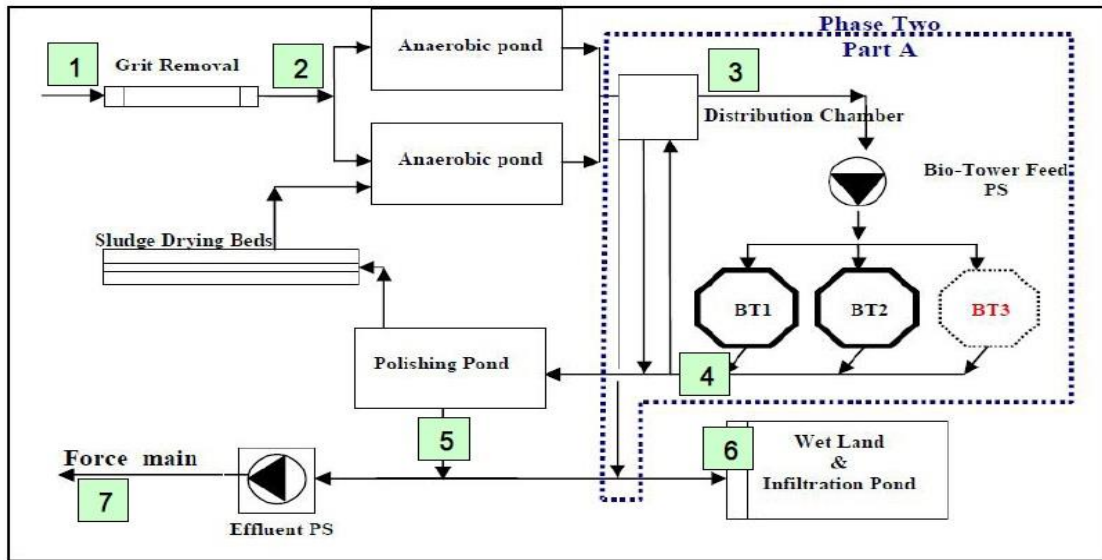 Phase Two
Part A
1
Grit Removal
2
Anaerobic pond
3
Distribution Chamber
Anaerobic pond
Bio-Tower Feed
PS
Sludge Drying Beds
BT1
BT2
BT3
Polishing Pond
4
5
6
Wet Land
&
Infiltration Pond
Force main
7
Effluent PS